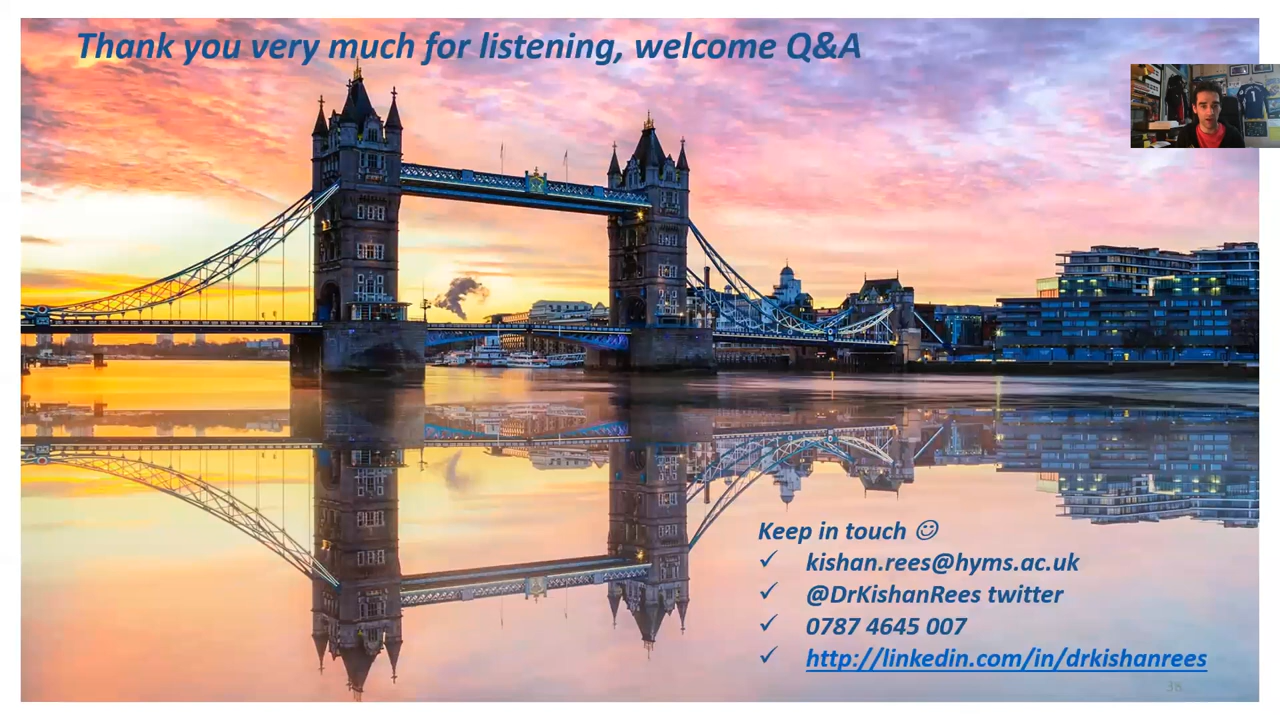 Thank you very much for listening, welcome Q&A
Keep in touch ☺
✓ kishan.rees@hyms.ac.uk
✓ @DrKishanRees twitter
✓ 0787 4645 007
✓ http://linkedin.com/in/drkishanrees
38